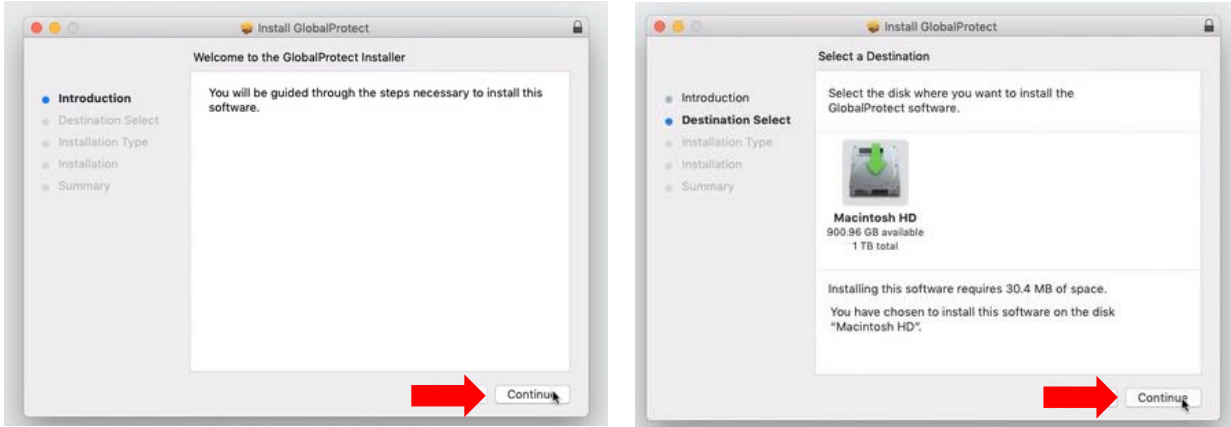 Install GlobalProtect
Welcome to the GlobalProtect Installer
Introduction
Destination Select
Installation Type
Installation
Summary
You will be guided through the steps necessary to install this
software.
Continue
Install GlobalProtect
Select a Destination
Introduction
Destination Select
Installation Type
Installation
Summary
Select the disk where you want to install the
GlobalProtect software.
Macintosh HD
900.96 GB available
1 TB total
Installing this software requires 30.4 MB of space.
You have chosen to install this software on the disk
“Macintosh HD”.
Continue